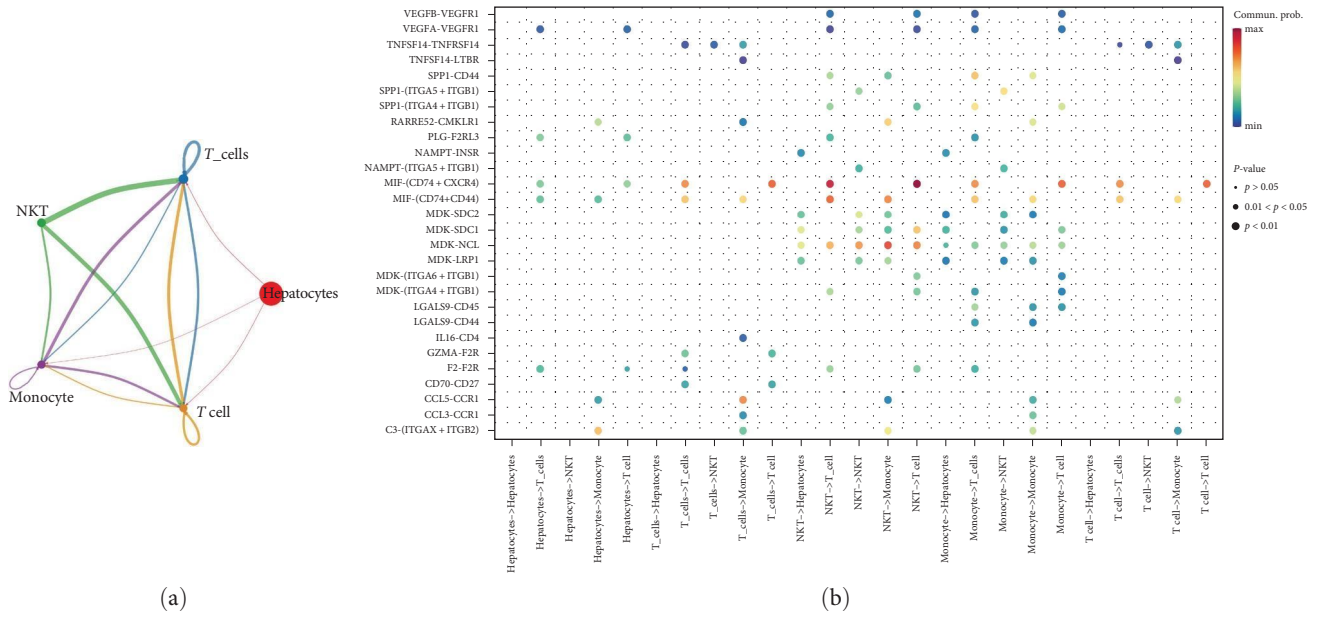 T_cells
NKT
Hepatocytes
Monocyte
T cell
(a)
VEGFB-VEGFR1
VEGFA-VEGFR1
TNFSF14-TNFRSF14
TNFSF14-LTBR
SPP1-CD44
SPP1-(ITGA5 + ITGB1)
SPP1-(ITGA4 + ITGB1)
RARRE52-CMKLR1
PLG-F2RL3
NAMPT-INSR
NAMPT-(ITGA5 + ITGB1)
MIF-(CD74 + CXCR4)
MIF-(CD74+CD44)
MDK-SDC2
MDK-SDC1
MDK-NCL
MDK-LRP1
MDK-(ITGA6 + ITGB1)
MDK-(ITGA4 + ITGB1)
LGALS9-CD45
LGALS9-CD44
IL16-CD4
GZMA-F2R
F2-F2R
CD70-CD27
CCL5-CCR1
CCL3-CCR1
C3-(ITGAX + ITGB2)
Hepatocytes->Hepatocytes
Hepatocytes->T_cells
Hepatocytes->NKT
Hepatocytes->Monocyte
Hepatocytes->T cell
T_cells->Hepatocytes
T_cells->T_cells
T_cells->NKT
T_cells->Monocyte
T_cells->T cell
NKT->Hepatocytes
NKT->T_cell
NKT->NKT
NKT->Monocyte
NKT->T cell
Monocyte->Hepatocytes
Monocyte->T_cells
Monocyte->NKT
Monocyte->Monocyte
Monocyte->T cell
T cell->Hepatocytes
T cell->T_cells
T cell->NKT
T cell->Monocyte
T cell->T cell
Commun. prob.
max
min
P-value
p > 0.05
0.01 < p < 0.05
p < 0.01
(b)